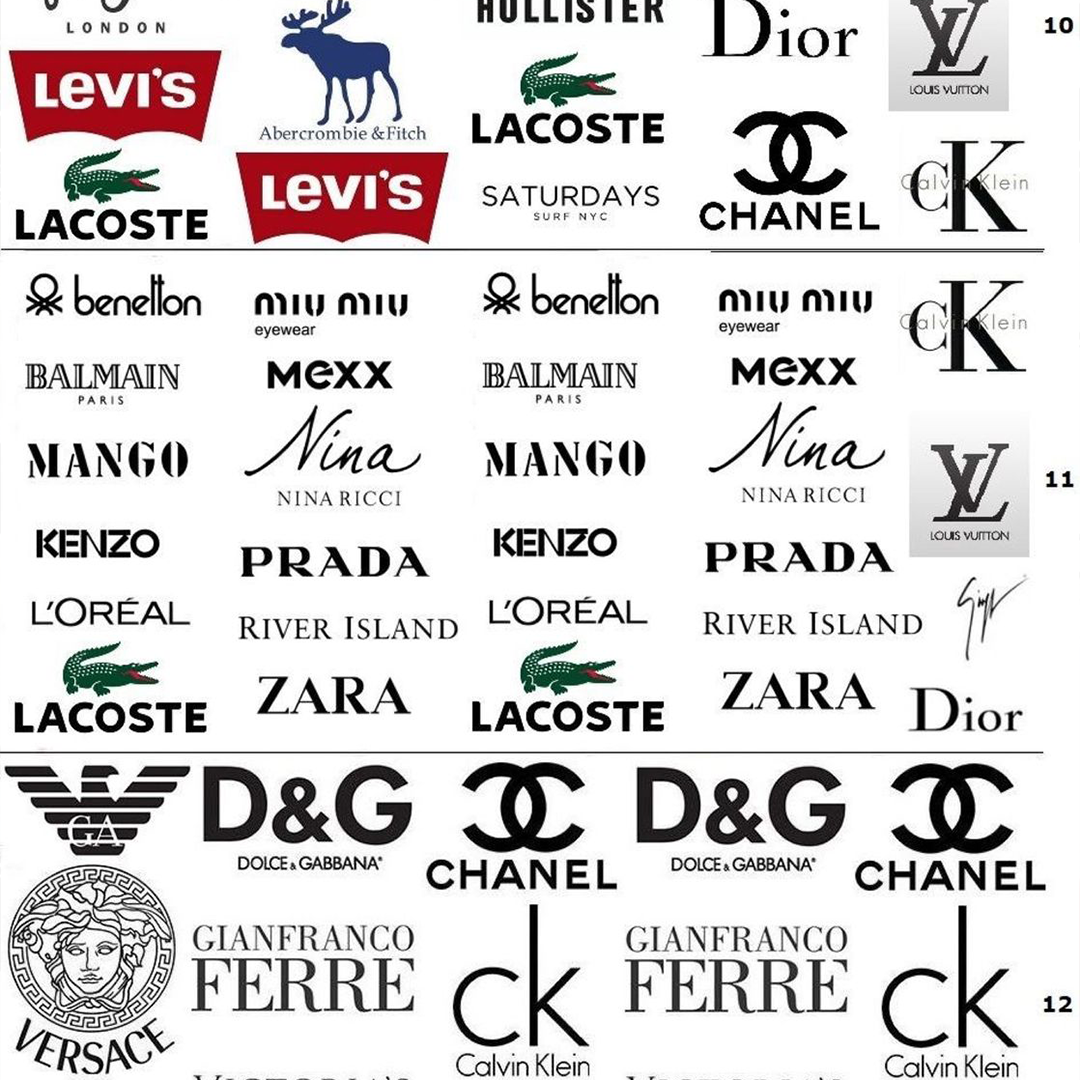 LONDON
LEVI'S
LACOSTE
Abercrombie & Fitch
LEVI'S
HOLLISTER
LACOSTE
SATURDAYS
SURF NYC
Dior
CHANEL
LV
LOUIS VUITTON
CK
Calvin Klein
10
benetton
BALMAIN
PARIS
MANGO
KENZO
L'ORÉAL
LACOSTE
miu miu
eyewear
MEXX
Nina
NINA RICCI
PRADA
RIVER ISLAND
ZARA
benetton
BALMAIN
PARIS
MANGO
KENZO
L'ORÉAL
LACOSTE
miu miu
eyewear
MEXX
Nina
NINA RICCI
PRADA
RIVER ISLAND
ZARA
CK
Calvin Klein
LV
LOUIS VUITTON
Dior
11
GA
VERSACE
D&G
DOLCE & GABBANA
GIANFRANCO
FERRE
CHANEL
ck
Calvin Klein
D&G
DOLCE & GABBANA
GIANFRANCO
FERRE
CHANEL
ck
Calvin Klein
12